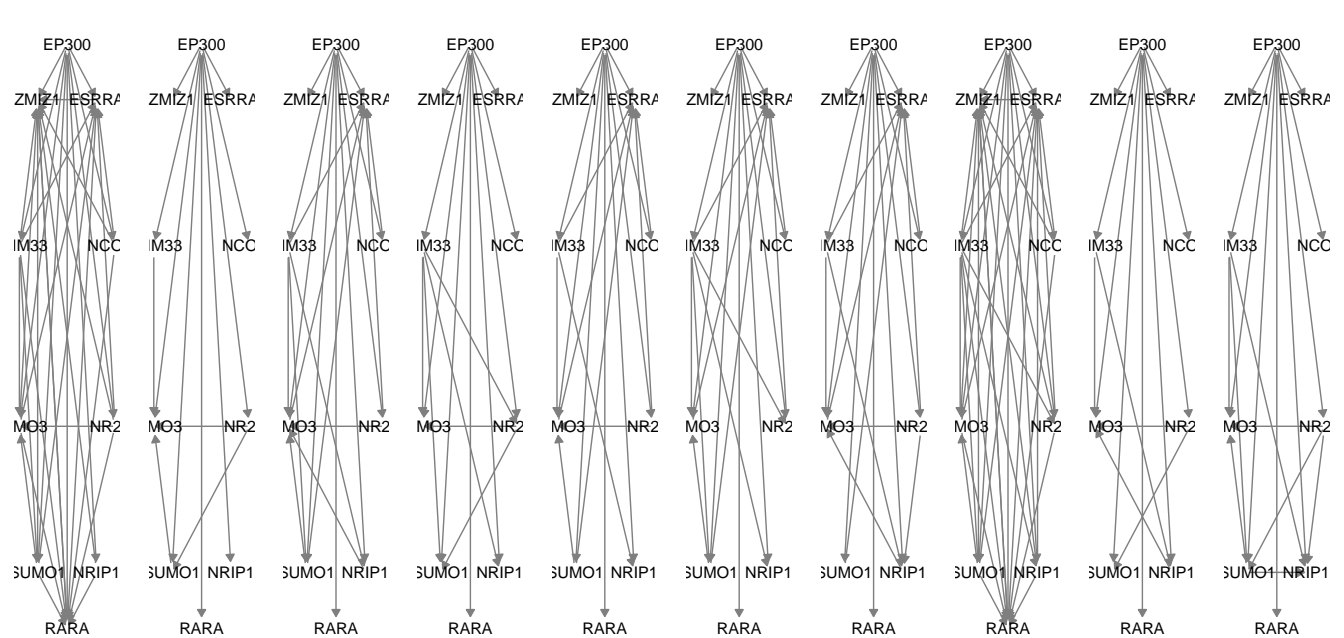 EP300 EP300 EP300 EP300 EP300 EP300 EP300 EP300 EP300 EP300
ZMIZ1 ESRRA ZMIZ1 ESRRA ZMIZ1 ESRRA ZMIZ1 ESRRA ZMIZ1 ESRRA ZMIZ1 ESRRA ZMIZ1 ESRRA ZMIZ1 ESRRA ZMIZ1 ESRRA ZMIZ1 ESRRA
IM33 NCC IM33 NCC IM33 NCC IM33 NCC IM33 NCC IM33 NCC IM33 NCC IM33 NCC IM33 NCC IM33 NCC
MO3 NR2 MO3 NR2 MO3 NR2 MO3 NR2 MO3 NR2 MO3 NR2 MO3 NR2 MO3 NR2 MO3 NR2 MO3 NR2
SUMO1 NRIP1 SUMO1 NRIP1 SUMO1 NRIP1 SUMO1 NRIP1 SUMO1 NRIP1 SUMO1 NRIP1 SUMO1 NRIP1 SUMO1 NRIP1 SUMO1 NRIP1 SUMO1 NRIP1
RARA RARA RARA RARA RARA RARA RARA RARA RARA RARA